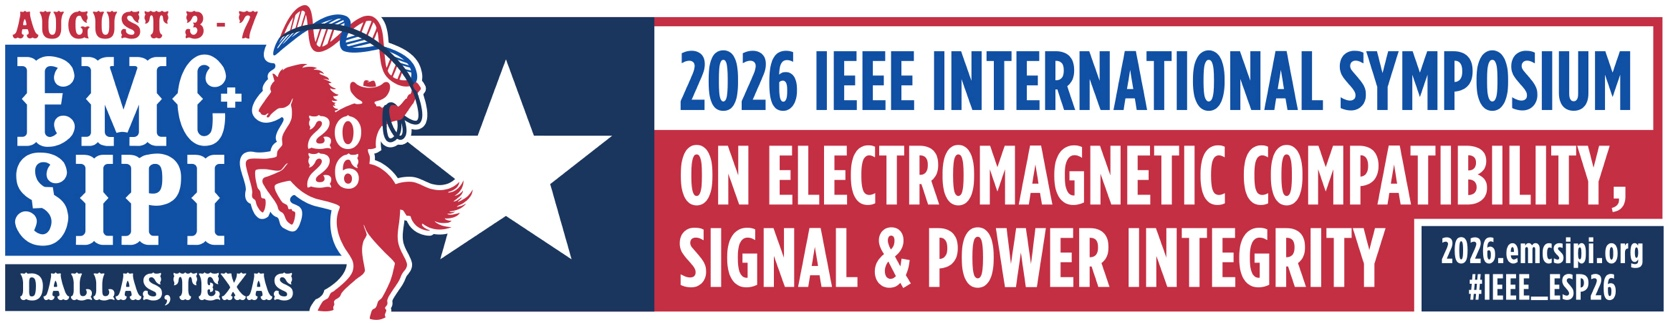 AUGUST 3 - 7
EMC+
SIPI
DALLAS, TEXAS
20
26
2026 IEEE INTERNATIONAL SYMPOSIUM
ON ELECTROMAGNETIC COMPATIBILITY,
SIGNAL & POWER INTEGRITY
2026.emcsipi.org
#IEEE_ESP26